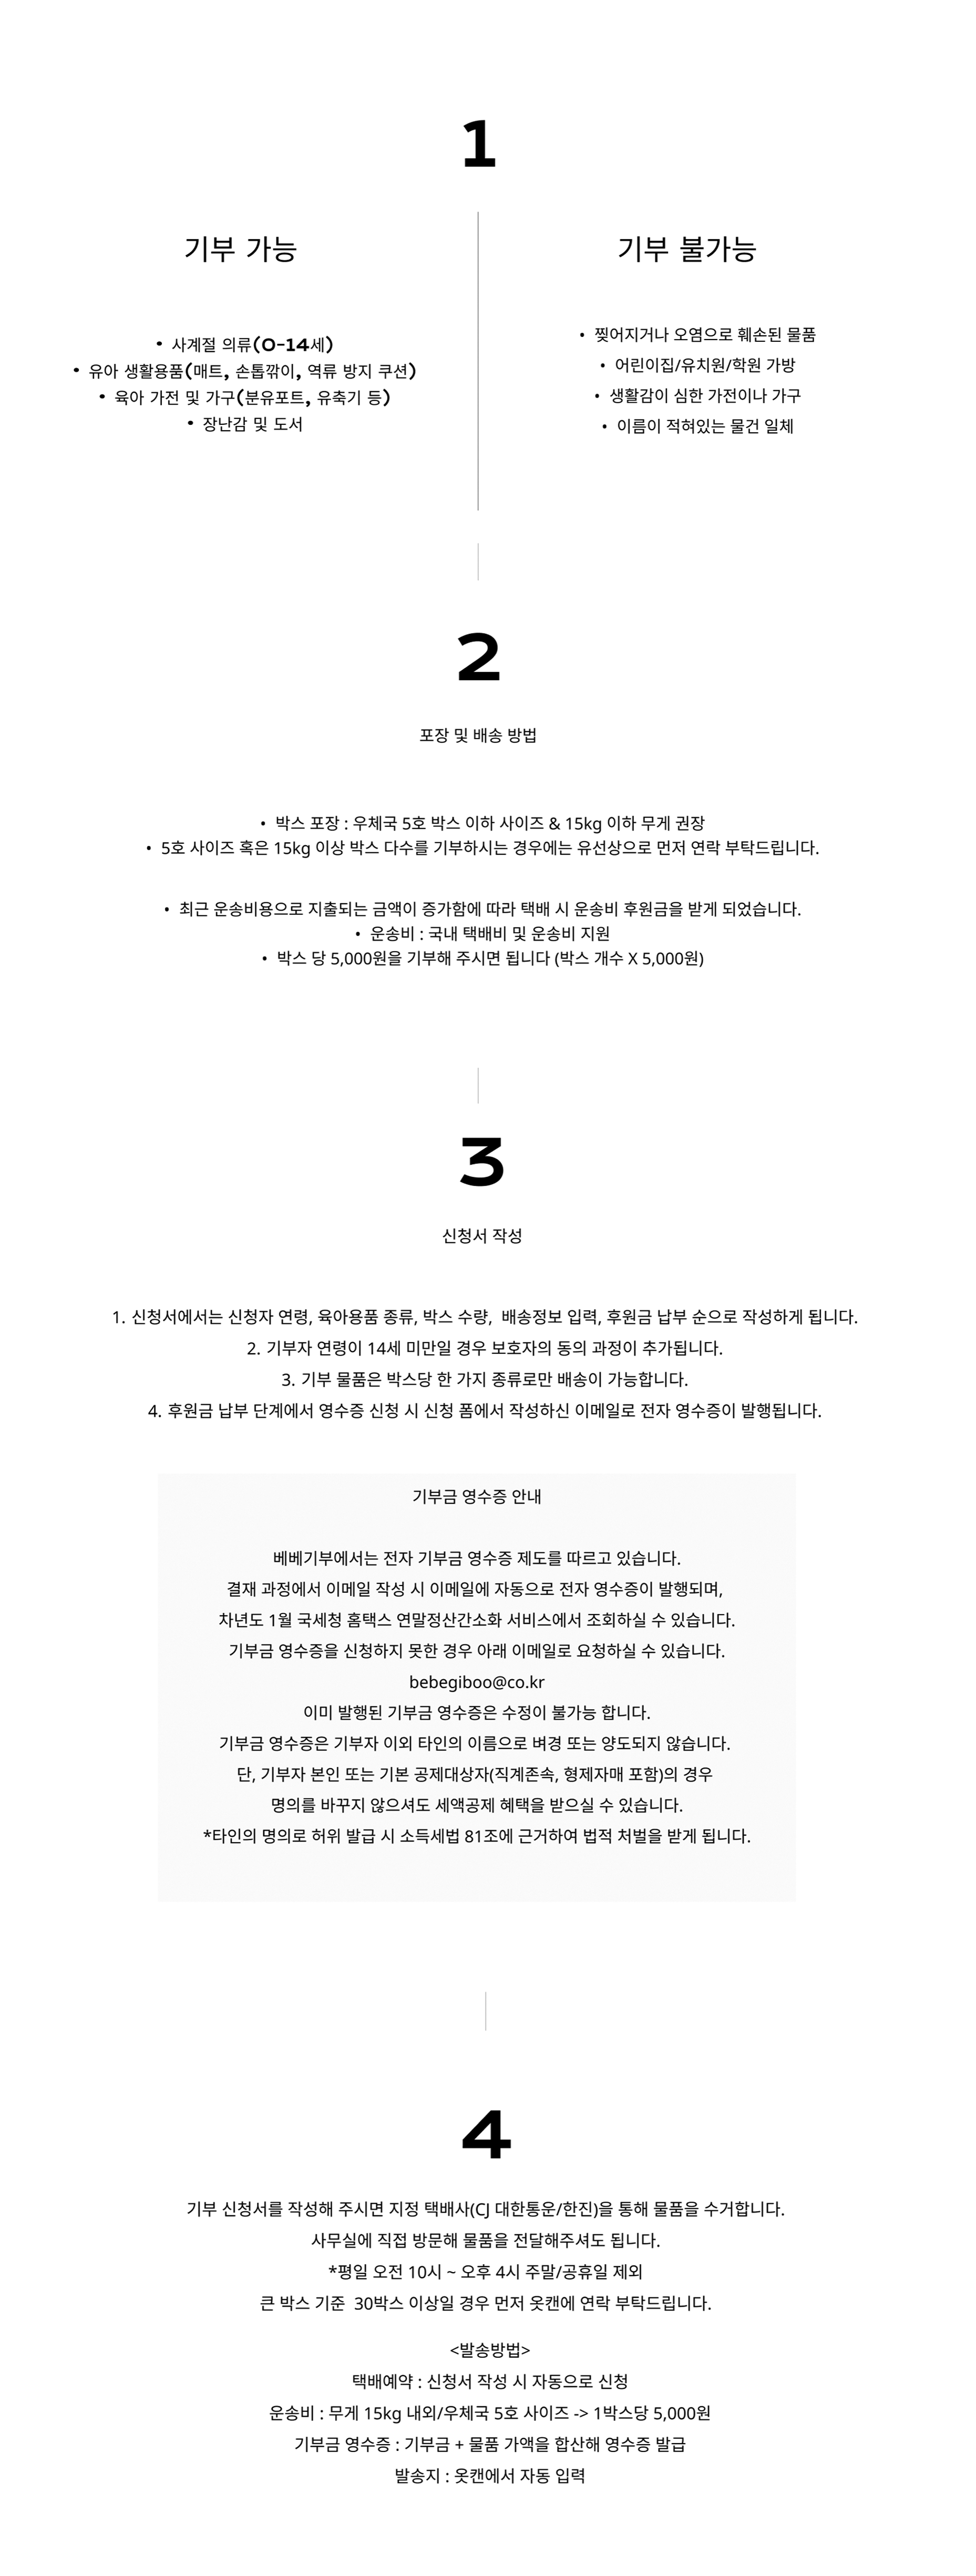 1
기부 가능
• 사계절 의류(0-14세)
• 유아 생활용품(매트, 손톱깎이, 역류 방지 쿠션)
• 육아 가전 및 가구(분유포트, 유축기 등)
• 장난감 및 도서
기부 불가능
• 찢어지거나 오염으로 훼손된 물품
• 어린이집/유치원/학원 가방
• 생활감이 심한 가전이나 가구
• 이름이 적혀있는 물건 일체
2
포장 및 배송 방법
• 박스 포장 : 우체국 5호 박스 이하 사이즈 & 15kg 이하 무게 권장
• 5호 사이즈 혹은 15kg 이상 박스 다수를 기부하시는 경우에는 유선상으로 먼저 연락 부탁드립니다.
• 최근 운송비용으로 지출되는 금액이 증가함에 따라 택배 시 운송비 후원금을 받게 되었습니다.
• 운송비 : 국내 택배비 및 운송비 지원
• 박스 당 5,000원을 기부해 주시면 됩니다 (박스 개수 X 5,000원)
3
신청서 작성
1. 신청서에서는 신청자 연령, 육아용품 종류, 박스 수량, 배송정보 입력, 후원금 납부 순으로 작성하게 됩니다.
2. 기부자 연령이 14세 미만일 경우 보호자의 동의 과정이 추가됩니다.
3. 기부 물품은 박스당 한 가지 종류로만 배송이 가능합니다.
4. 후원금 납부 단계에서 영수증 신청 시 신청 폼에서 작성하신 이메일로 전자 영수증이 발행됩니다.
기부금 영수증 안내
베베기부에서는 전자 기부금 영수증 제도를 따르고 있습니다.
결재 과정에서 이메일 작성 시 이메일에 자동으로 전자 영수증이 발행되며,
차년도 1월 국세청 홈택스 연말정산간소화 서비스에서 조회하실 수 있습니다.
기부금 영수증을 신청하지 못한 경우 아래 이메일로 요청하실 수 있습니다.
bebegiboo@co.kr
이미 발행된 기부금 영수증은 수정이 불가능 합니다.
기부금 영수증은 기부자 이외 타인의 이름으로 벼경 또는 양도되지 않습니다.
단, 기부자 본인 또는 기본 공제대상자(직계존속, 형제자매 포함)의 경우
명의를 바꾸지 않으셔도 세액공제 혜택을 받으실 수 있습니다.
*타인의 명의로 허위 발급 시 소득세법 81조에 근거하여 법적 처벌을 받게 됩니다.
4
기부 신청서를 작성해 주시면 지정 택배사(CJ 대한통운/한진)을 통해 물품을 수거합니다.
사무실에 직접 방문해 물품을 전달해주셔도 됩니다.
*평일 오전 10시 ~ 오후 4시 주말/공휴일 제외
큰 박스 기준 30박스 이상일 경우 먼저 옷캔에 연락 부탁드립니다.
<발송방법>
택배예약 : 신청서 작성 시 자동으로 신청
운송비 : 무게 15kg 내외/우체국 5호 사이즈 -> 1박스당 5,000원
기부금 영수증 : 기부금 + 물품 가액을 합산해 영수증 발급
발송지 : 옷캔에서 자동 입력